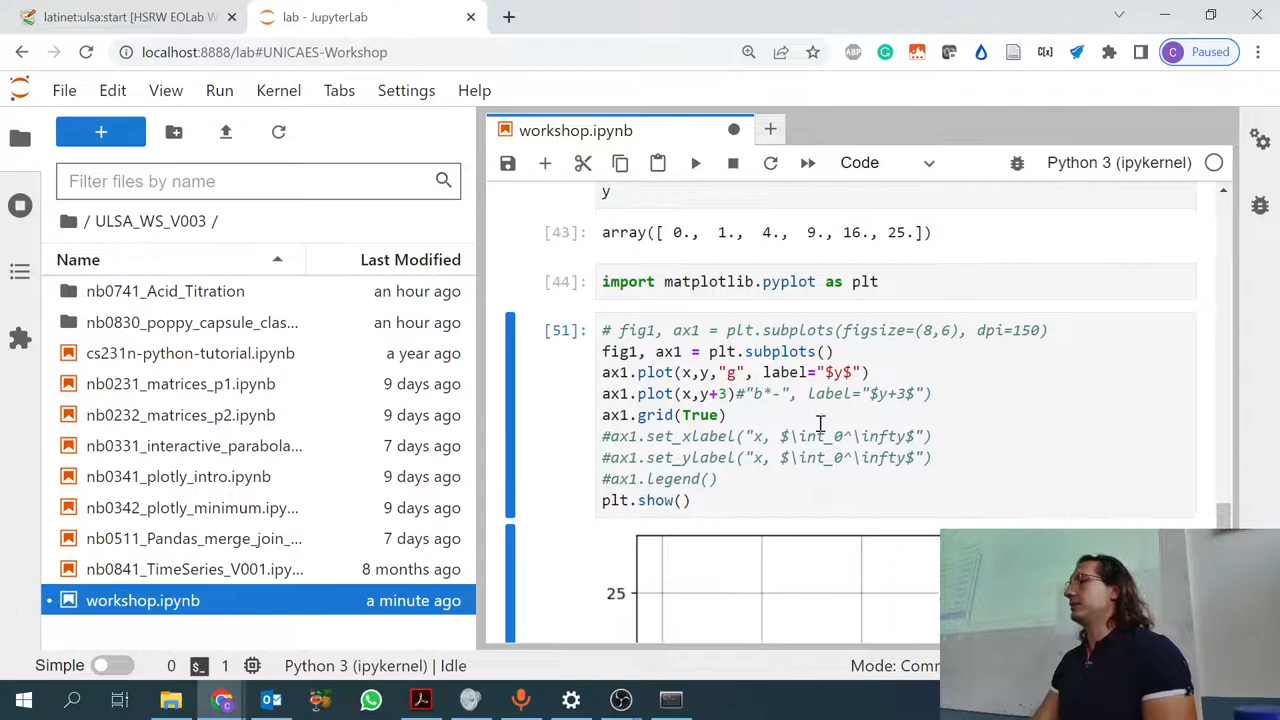 latinet:ulsa:start [HSRW EOLab W
lab - JupyterLab
localhost:8888/lab#UNICAES-Workshop
ABP
C[x]
C
Paused
File Edit View Run Kernel Tabs Settings Help
Filter files by name
/ ULSA_WS_V003 /
Name Last Modified
nb0741_Acid_Titration an hour ago
nb0830_poppy_capsule_clas... an hour ago
cs231n-python-tutorial.ipynb a year ago
nb0231_matrices_p1.ipynb 9 days ago
nb0232_matrices_p2.ipynb 9 days ago
nb0331_interactive_parabola... 7 days ago
nb0341_plotly_intro.ipynb 9 days ago
nb0342_plotly_minimum.ipy... 9 days ago
nb0511_Pandas_merge_join_... 7 days ago
nb0841_TimeSeries_V001.ipy... 8 months ago
workshop.ipynb a minute ago
workshop.ipynb
Code
Python 3 (ipykernel)
y
[43]: array([ 0., 1., 4., 9., 16., 25.])
[44]: import matplotlib.pyplot as plt
[51]: # fig1, ax1 = plt.subplots(figsize=(8,6), dpi=150)
fig1, ax1 = plt.subplots()
ax1.plot(x,y,"g", label="$y$")
ax1.plot(x,y+3)#"b*-", label="$y+3$")
ax1.grid(True)
#ax1.set_xlabel("x, $\int_0^\infty$")
#ax1.set_ylabel("x, $\int_0^\infty$")
#ax1.legend()
plt.show()
25
Simple 0 $_ 1 Python 3 (ipykernel) | Idle
Mode: Comm